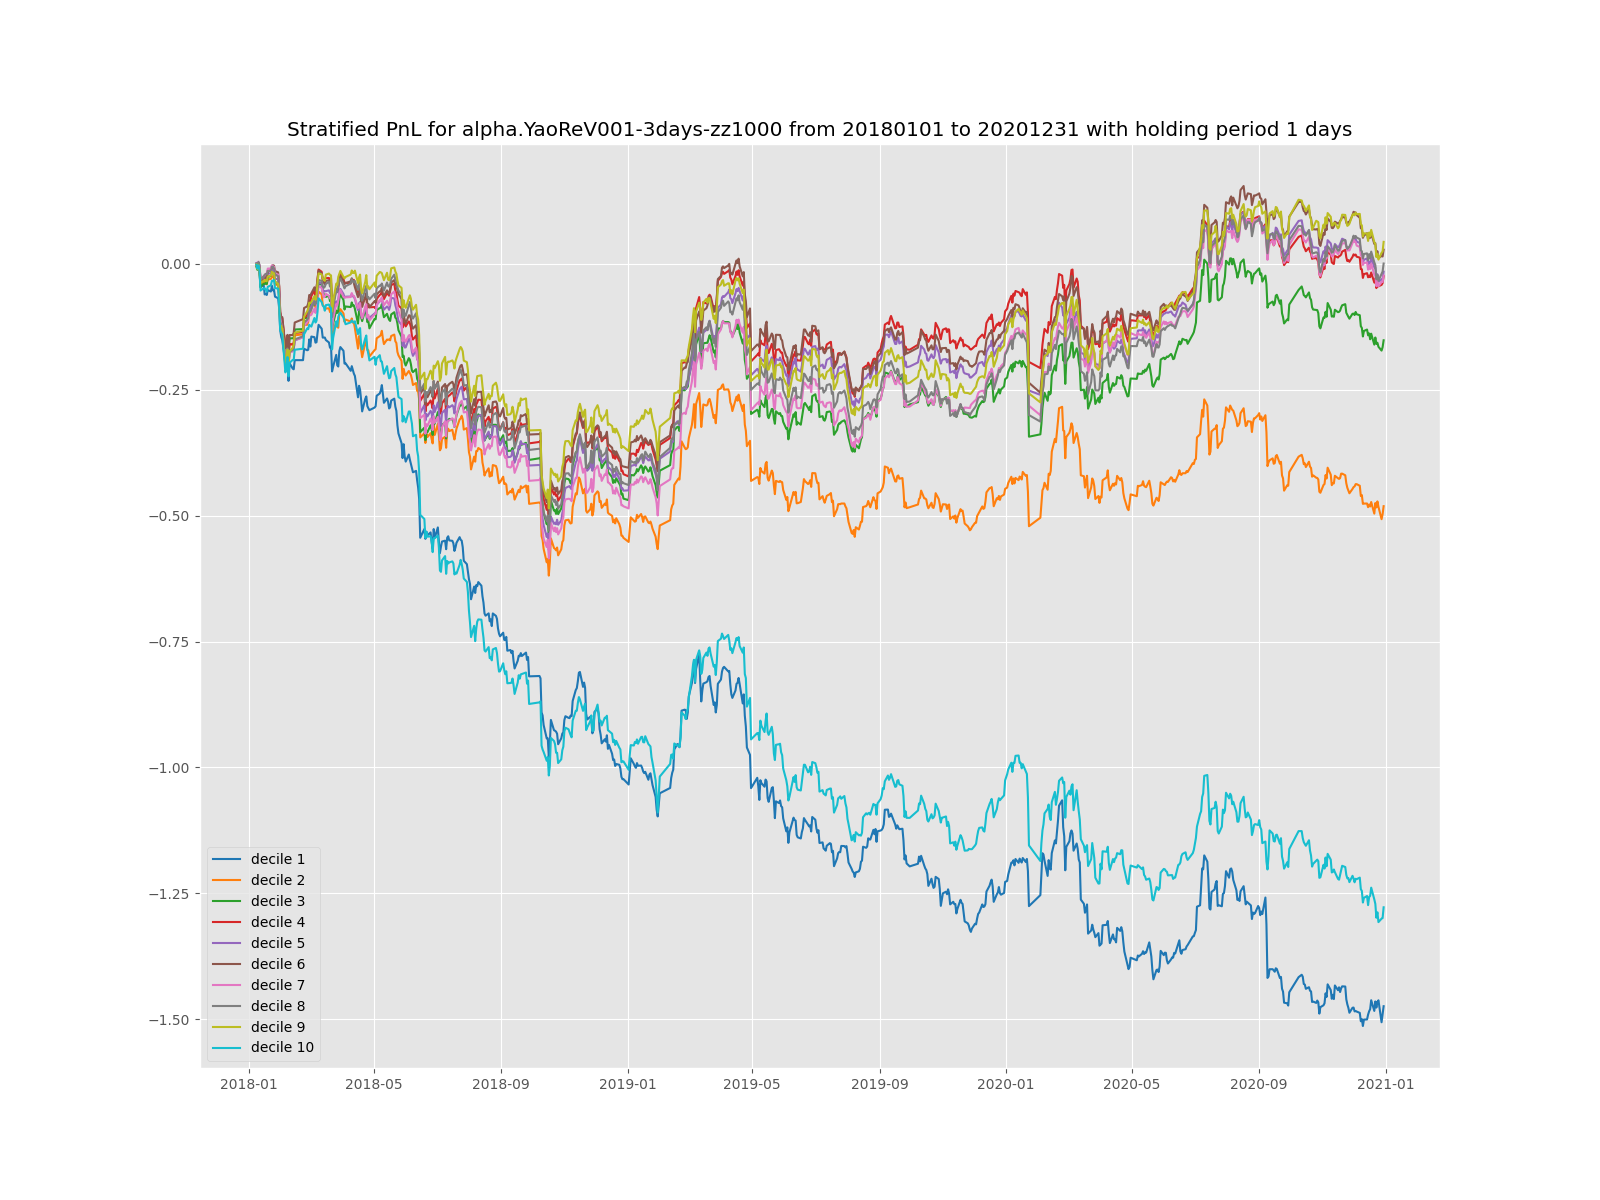 Stratified PnL for alpha.YaoReV001-3days-zz1000 from 20180101 to 20201231 with holding period 1 days
0.00
−0.25
−0.50
−0.75
−1.00
−1.25
−1.50
decile 1
decile 2
decile 3
decile 4
decile 5
decile 6
decile 7
decile 8
decile 9
decile 10
2018-01 2018-05 2018-09 2019-01 2019-05 2019-09 2020-01 2020-05 2020-09 2021-01